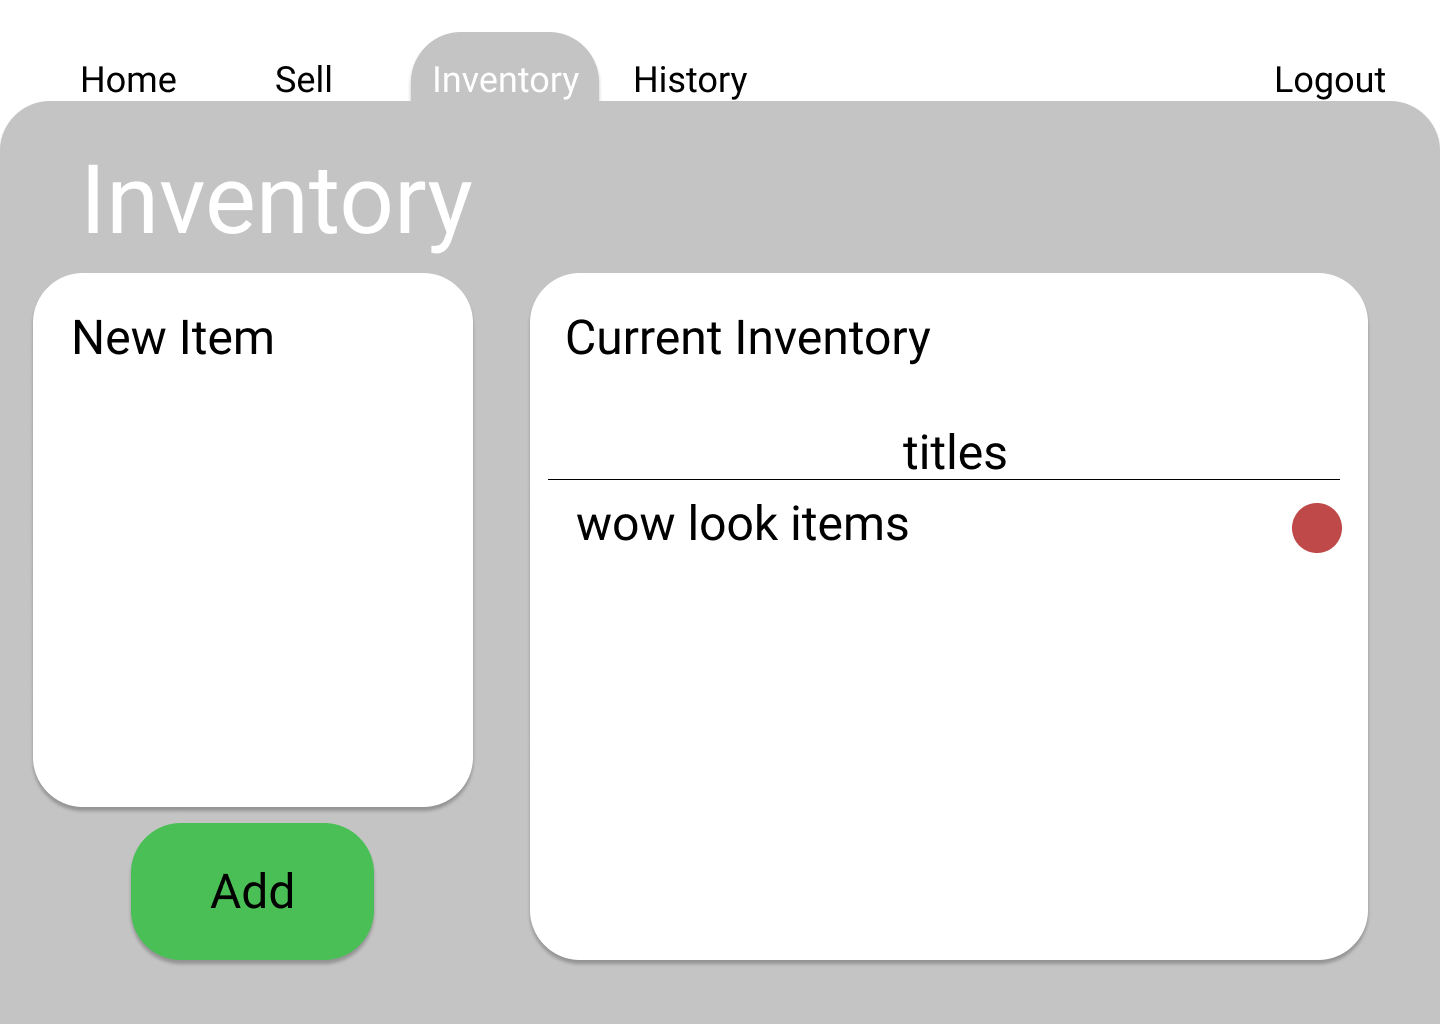 Home Sell Inventory History Logout
Inventory
New Item
Current Inventory
titles
wow look items
Add